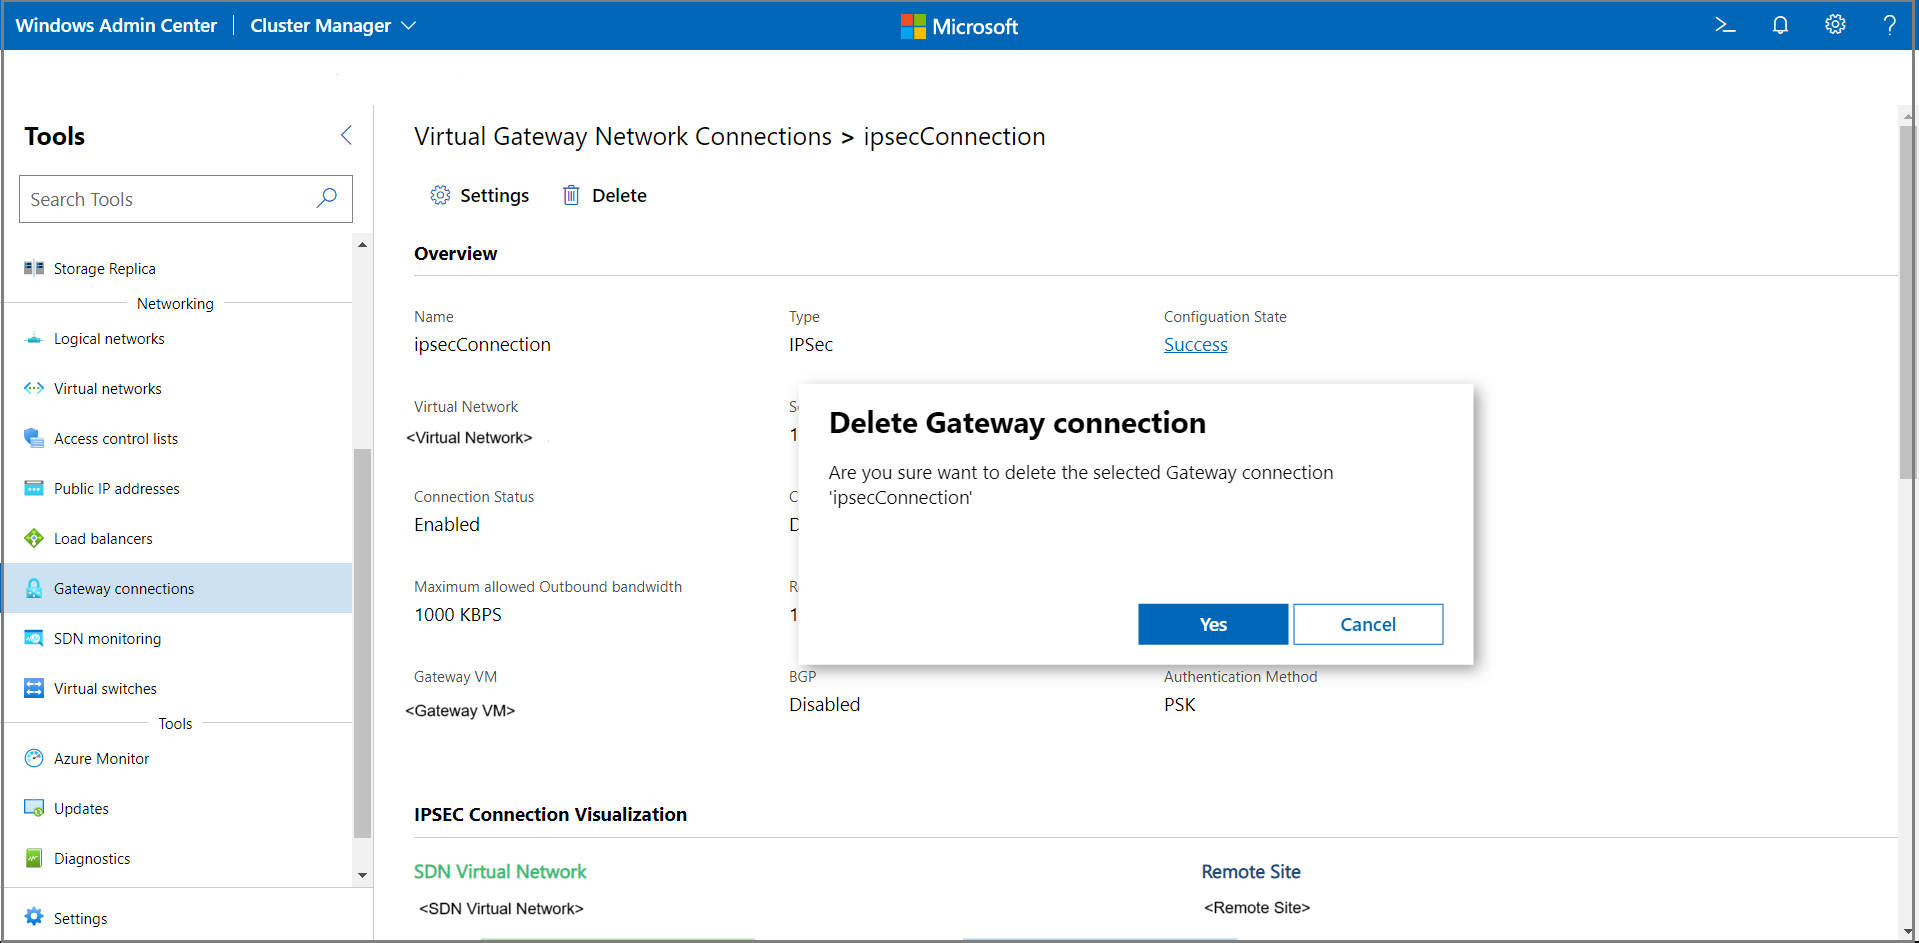 Windows Admin Center
Cluster Manager
Microsoft
Tools
Search Tools
Storage Replica
Networking
Logical networks
Virtual networks
Access control lists
Public IP addresses
Load balancers
Gateway connections
SDN monitoring
Virtual switches
Tools
Azure Monitor
Updates
Diagnostics
Settings
Virtual Gateway Network Connections > ipsecConnection
Settings
Delete
Overview
Name
ipsecConnection
Type
IPSec
Configuation State
Success
Virtual Network
<Virtual Network>
Connection Status
Enabled
Maximum allowed Outbound bandwidth
1000 KBPS
Gateway VM
<Gateway VM>
BGP
Disabled
Authentication Method
PSK
Delete Gateway connection
Are you sure want to delete the selected Gateway connection
'ipsecConnection'
Yes
Cancel
IPSEC Connection Visualization
SDN Virtual Network
<SDN Virtual Network>
Remote Site
<Remote Site>